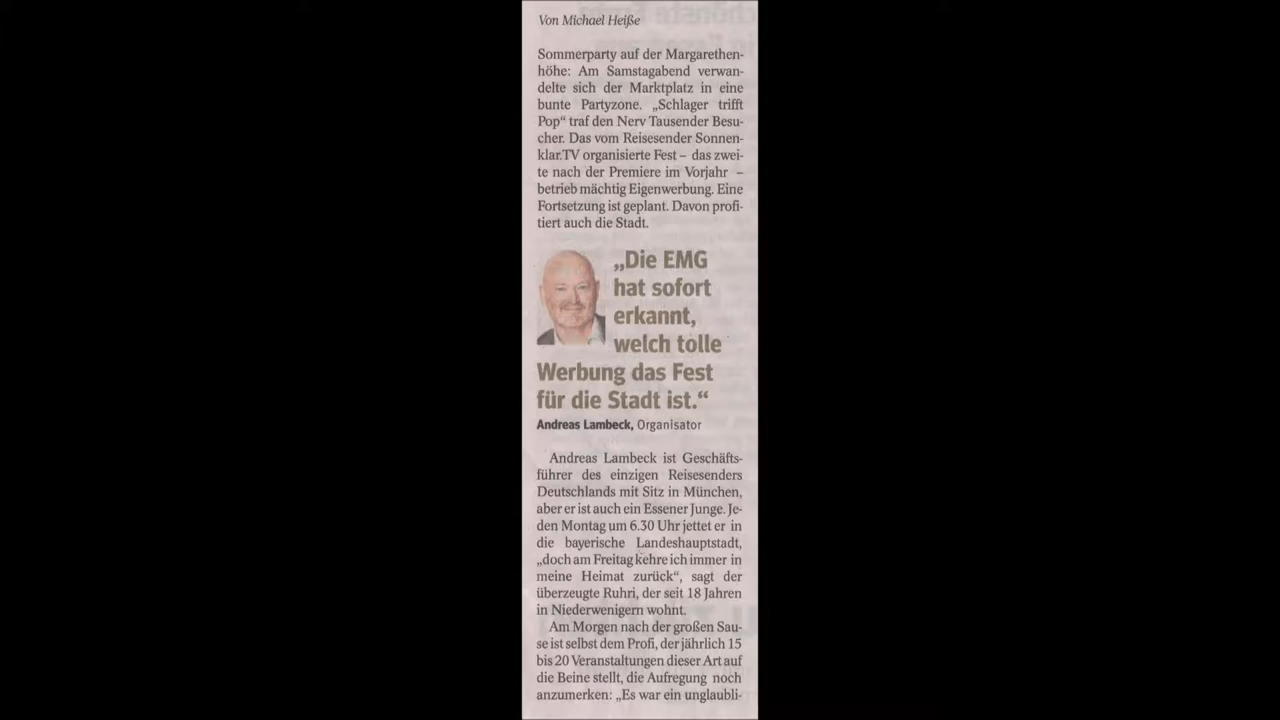 Von Michael Heiße
Sommerparty auf der Margarethen-
höhe: Am Samstagabend verwan-
delte sich der Marktplatz in eine
bunte Partyzone. „Schlager trifft
Pop“ traf den Nerv Tausender Besu-
cher. Das vom Reisesender Sonnen-
klar.TV organisierte Fest – das zwei-
te nach der Premiere im Vorjahr –
betrieb mächtig Eigenwerbung. Eine
Fortsetzung ist geplant. Davon profi-
tiert auch die Stadt.
„Die EMG
hat sofort
erkannt,
welch tolle
Werbung das Fest
für die Stadt ist.“
Andreas Lambeck, Organisator
Andreas Lambeck ist Geschäfts-
führer des einzigen Reisesenders
Deutschlands mit Sitz in München,
aber er ist auch ein Essener Junge. Je-
den Montag um 6.30 Uhr jettet er in
die bayerische Landeshauptstadt,
„doch am Freitag kehre ich immer in
meine Heimat zurück“, sagt der
überzeugte Ruhri, der seit 18 Jahren
in Niederwenigern wohnt.
Am Morgen nach der großen Sau-
se ist selbst dem Profi, der jährlich 15
bis 20 Veranstaltungen dieser Art auf
die Beine stellt, die Aufregung noch
anzumerken: „Es war ein unglaubli-